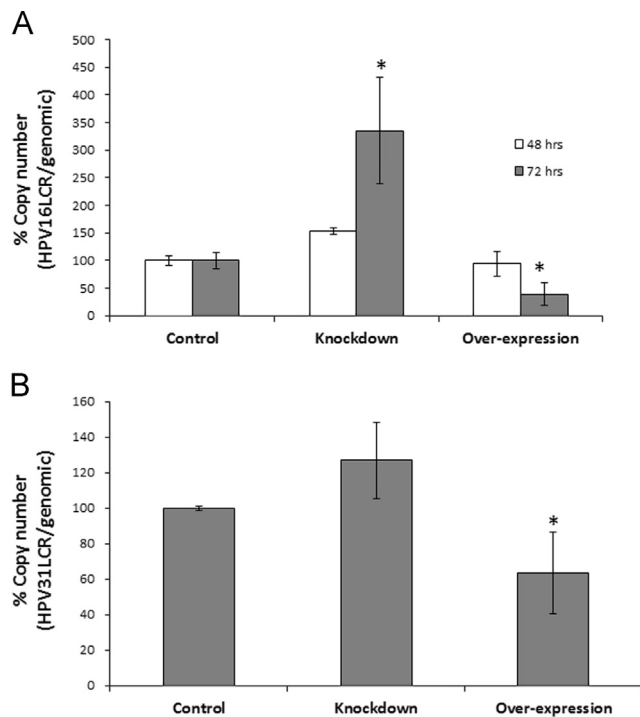 A
% Copy number
(HPV16LCR/genomic)
500
450
400
350
300
250
200
150
100
50
0
*
*
48 hrs
72 hrs
Control
Knockdown
Over-expression
B
% Copy number
(HPV31LCR/genomic)
160
140
120
100
80
60
40
20
0
*
Control
Knockdown
Over-expression